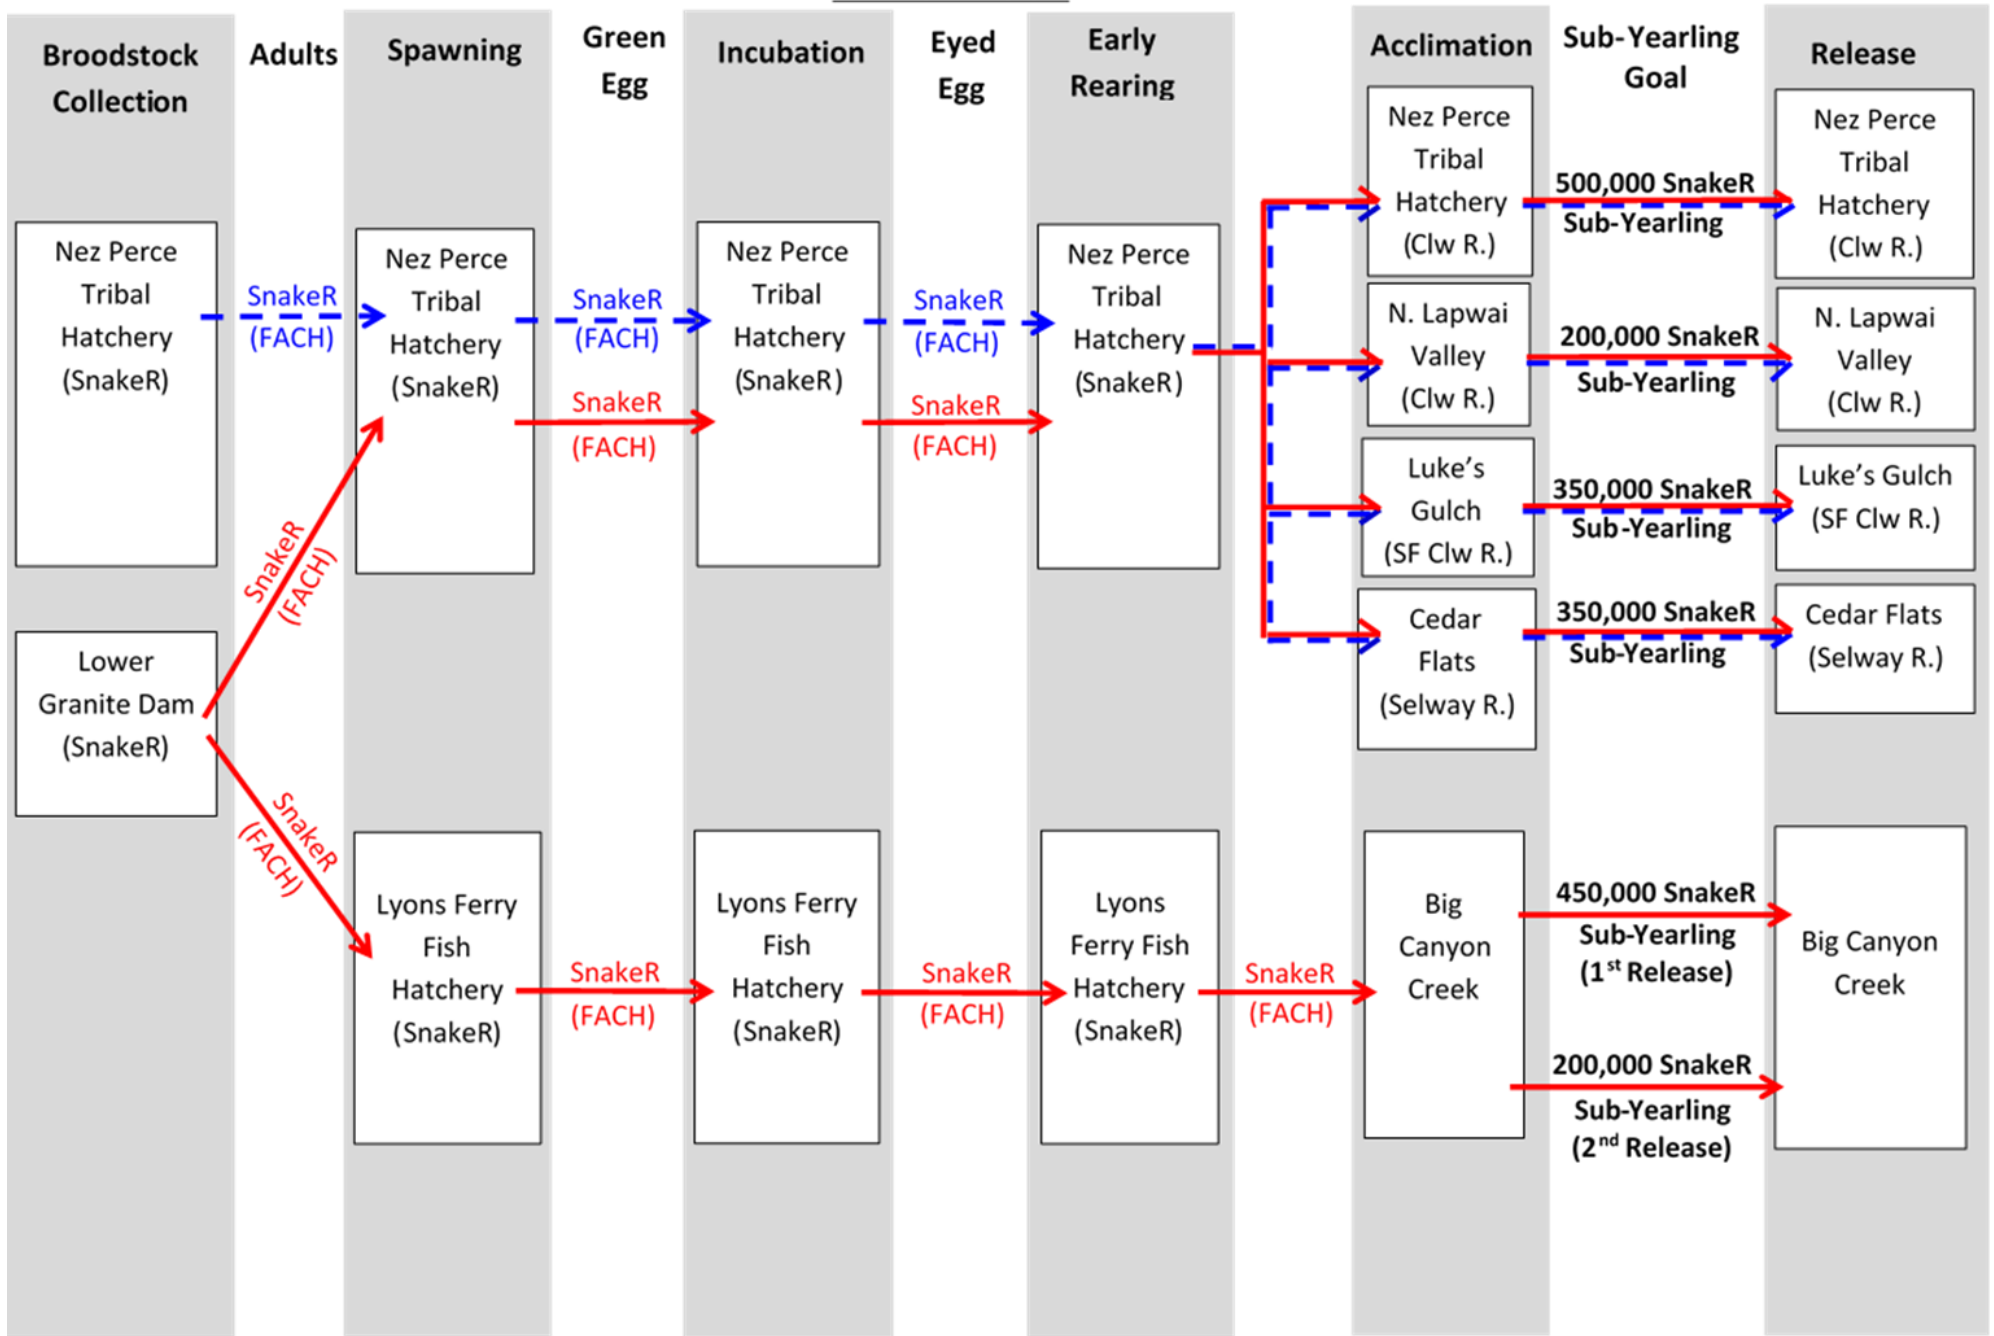 Broodstock
Collection
Adults
Spawning
Green
Egg
Incubation
Eyed
Egg
Early
Rearing
Acclimation
Sub-Yearling
Goal
Release
Nez Perce
Tribal
Hatchery
(SnakeR)
SnakeR
(FACH)
Nez Perce
Tribal
Hatchery
(SnakeR)
SnakeR
(FACH)
SnakeR
(FACH)
Nez Perce
Tribal
Hatchery
(SnakeR)
SnakeR
(FACH)
SnakeR
(FACH)
Nez Perce
Tribal
Hatchery
(SnakeR)
Nez Perce
Tribal
Hatchery
(Clw R.)
500,000 SnakeR
Sub-Yearling
Nez Perce
Tribal
Hatchery
(Clw R.)
N. Lapwai
Valley
(Clw R.)
200,000 SnakeR
Sub-Yearling
N. Lapwai
Valley
(Clw R.)
Luke's
Gulch
(SF Clw R.)
350,000 SnakeR
Sub-Yearling
Luke's Gulch
(SF Clw R.)
Cedar
Flats
(Selway R.)
350,000 SnakeR
Sub-Yearling
Cedar Flats
(Selway R.)
Lower
Granite Dam
(SnakeR)
SnakeR
(FACH)
SnakeR
(FACH)
Lyons Ferry
Fish
Hatchery
(SnakeR)
SnakeR
(FACH)
Lyons Ferry
Fish
Hatchery
(SnakeR)
SnakeR
(FACH)
Lyons
Ferry Fish
Hatchery
(SnakeR)
SnakeR
(FACH)
Big
Canyon
Creek
450,000 SnakeR
Sub-Yearling
(1st Release)
200,000 SnakeR
Sub-Yearling
(2nd Release)
Big Canyon
Creek